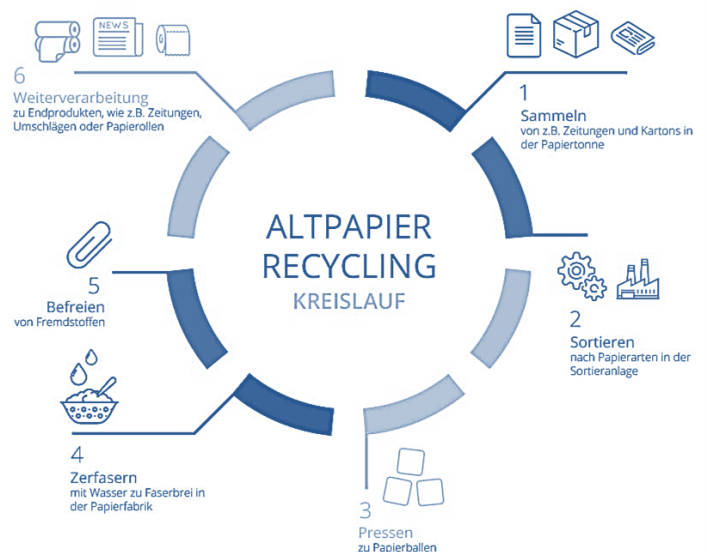 NEWS
6
Weiterverarbeitung
zu Endprodukten, wie z.B. Zeitungen,
Umschlägen oder Papierollen
1
Sammeln
von z.B. Zeitungen und Kartons in
der Papiertonne
ALTPAPIER
RECYCLING
KREISLAUF
5
Befreien
von Fremdstoffen
2
Sortieren
nach Papierarten in der
Sortieranlage
4
Zerfasern
mit Wasser zu Faserbrei in
der Papierfabrik
3
Pressen
zu Papierballen